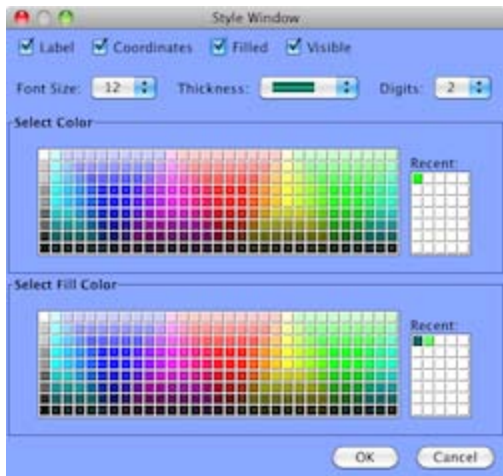 Style Window
Label Coordinates Filled Visible
Font Size: 12 Thickness: Digits: 2
Select Color
Recent:
Select Fill Color
Recent:
OK Cancel